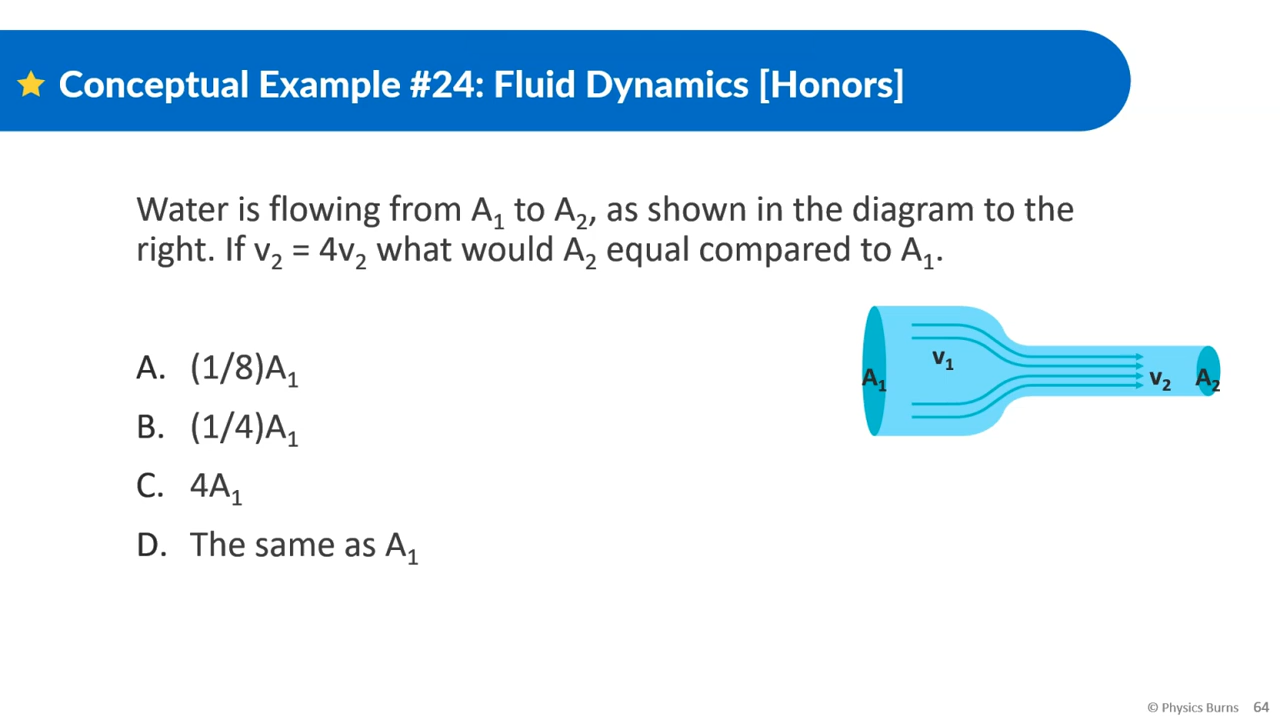 Conceptual Example #24: Fluid Dynamics [Honors]
Water is flowing from A₁ to A₂, as shown in the diagram to the
right. If v₂ = 4v₂ what would A₂ equal compared to A₁.
A. (1/8)A₁
B. (1/4)A₁
C. 4A₁
D. The same as A₁
A₁
v₁
v₂
A₂
© Physics Burns 64